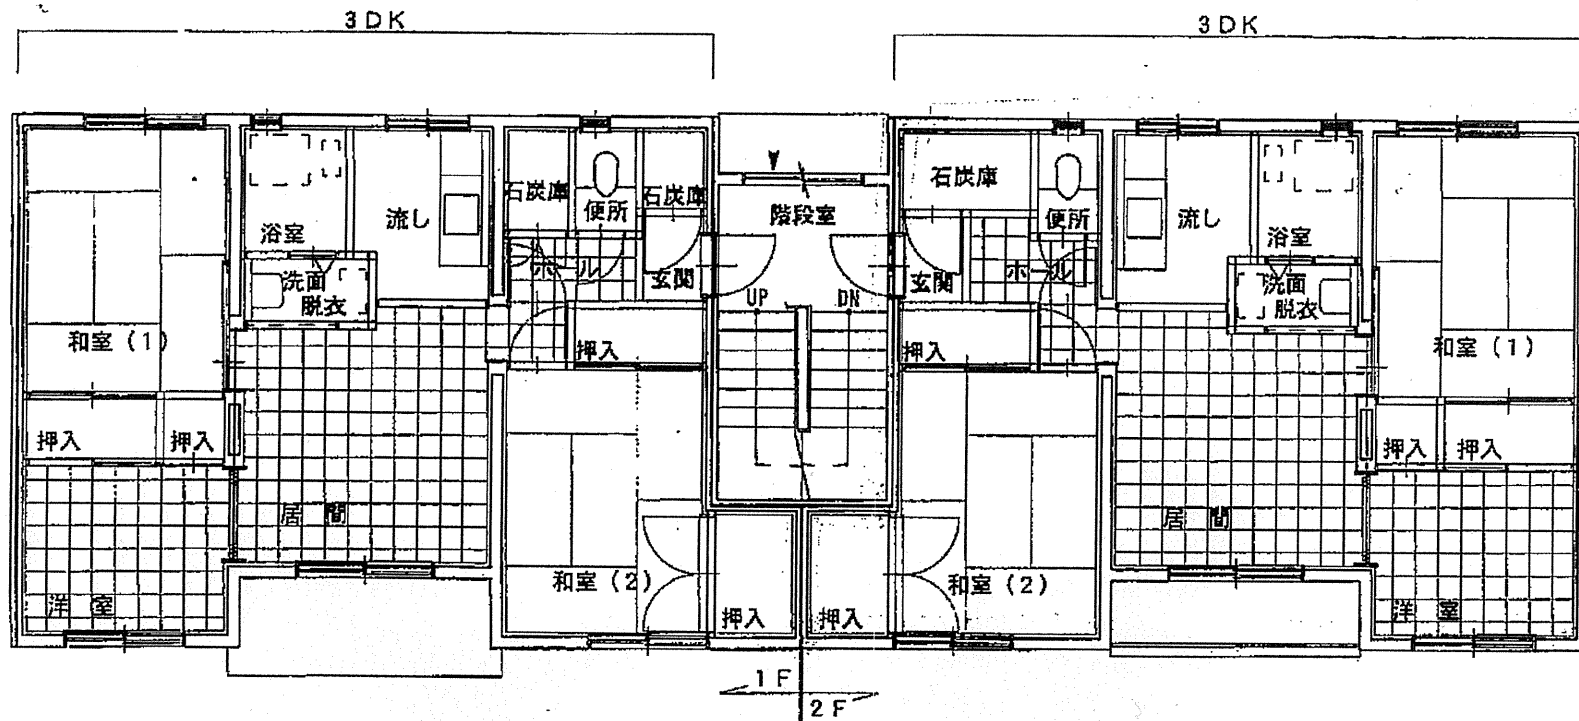 3DK
3DK
石炭庫
便所
石炭庫
階段室
石炭庫
便所
流し
浴室
洗面
脱衣
ホール
玄関
UP
DN
玄関
ホール
流し
浴室
洗面
脱衣
和室(1)
押入
押入
和室(1)
押入
押入
居間
居間
押入
押入
和室(2)
和室(2)
洋室
押入
押入
洋室
1F
2F